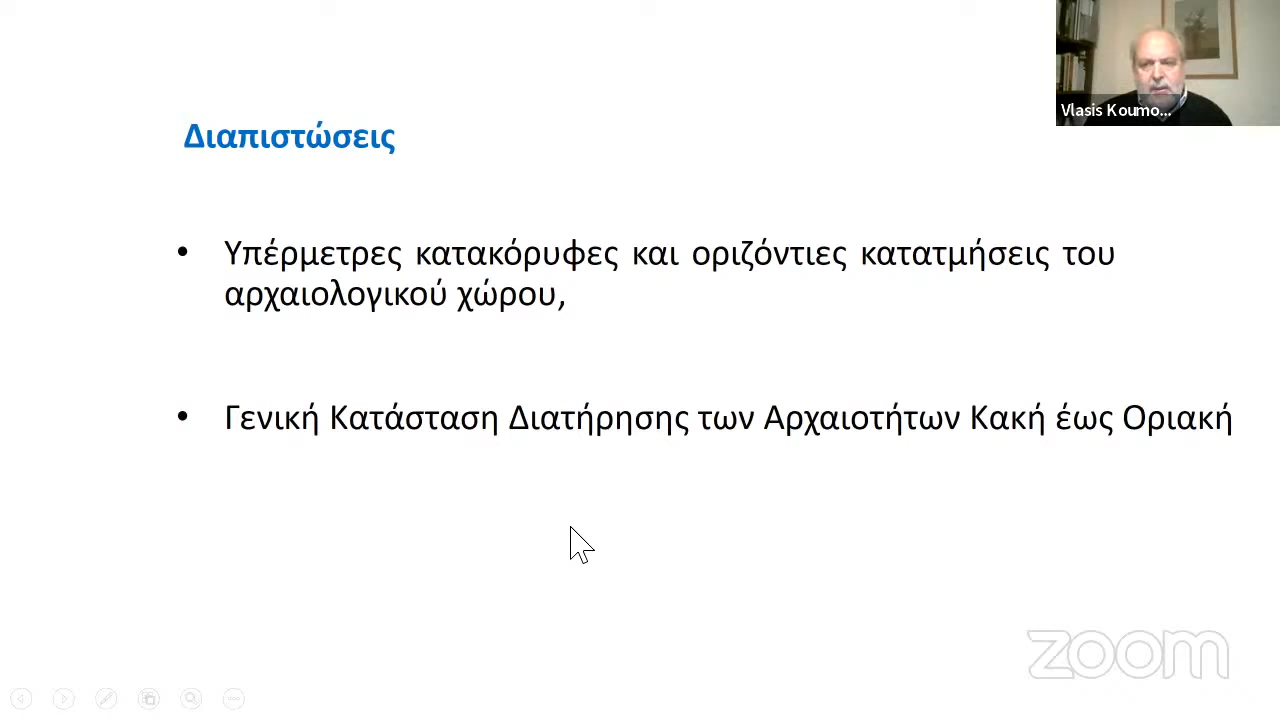 Vlasis Koumo...
Διαπιστώσεις
• Υπέρμετρες κατακόρυφες και οριζόντιες κατατμήσεις του
αρχαιολογικού χώρου,
• Γενική Κατάσταση Διατήρησης των Αρχαιοτήτων Κακή έως Οριακή
zoom